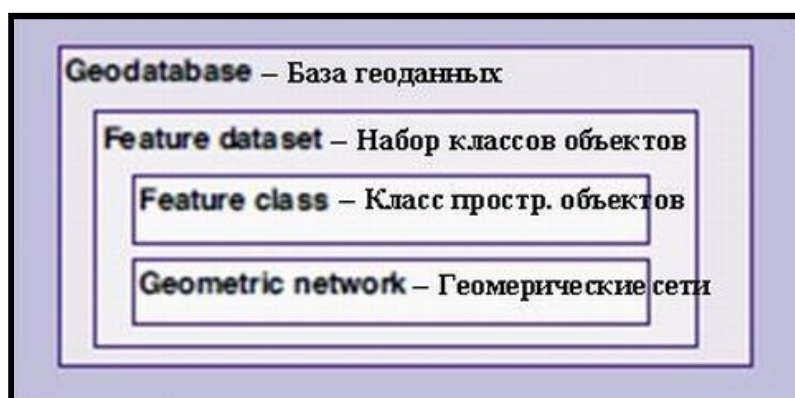 Geodatabase – База геоданных
Feature dataset – Набор классов объектов
Feature class – Класс простр. объектов
Geometric network – Геомерические сети